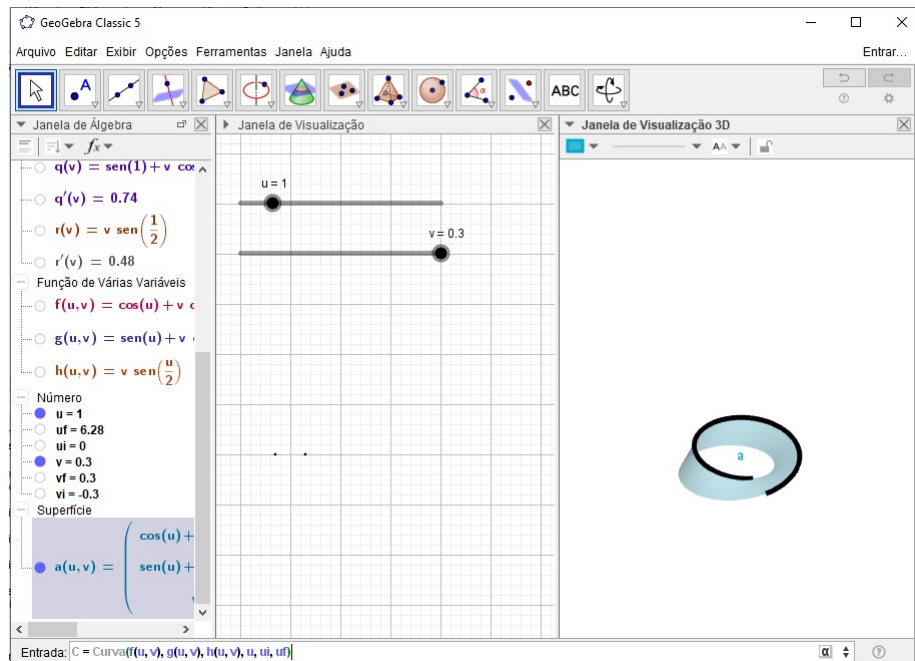 GeoGebra Classic 5
Arquivo Editar Exibir Opções Ferramentas Janela Ajuda Entrar...
A ABC
Janela de Álgebra
Janela de Visualização
Janela de Visualização 3D
fx
AA
q(v) = sen(1)+v cos
q′(v) = 0.74
r(v) = v sen(1/2)
r′(v) = 0.48
Função de Várias Variáveis
f(u,v) = cos(u)+v c
g(u,v) = sen(u)+v
h(u,v) = v sen(u/2)
Número
u = 1
uf = 6.28
ui = 0
v = 0.3
vf = 0.3
vi = -0.3
Superfície
cos(u)+
a(u,v) = sen(u)+
u = 1
v = 0.3
a
Entrada: C = Curva(f(u, v), g(u, v), h(u, v), u, ui, uf) α